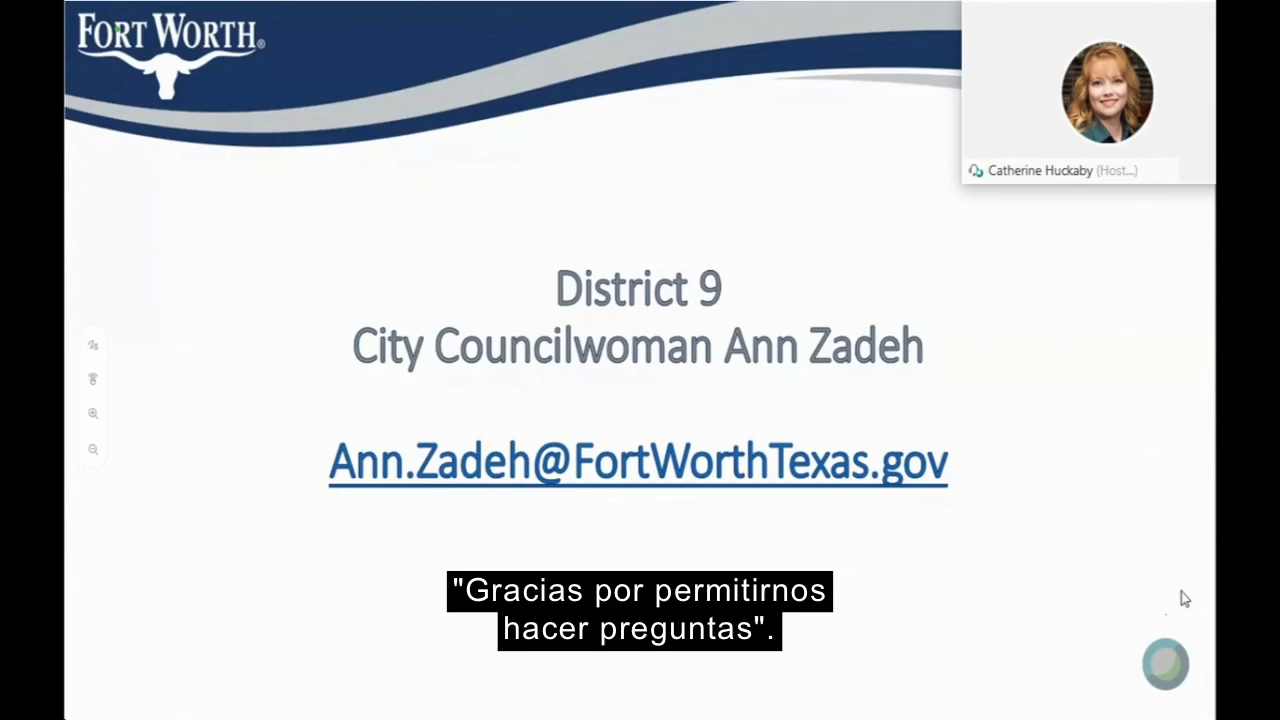 FORT WORTH®
Catherine Huckaby (Host...)
District 9
City Councilwoman Ann Zadeh
Ann.Zadeh@FortWorthTexas.gov
"Gracias por permitirnos
hacer preguntas".